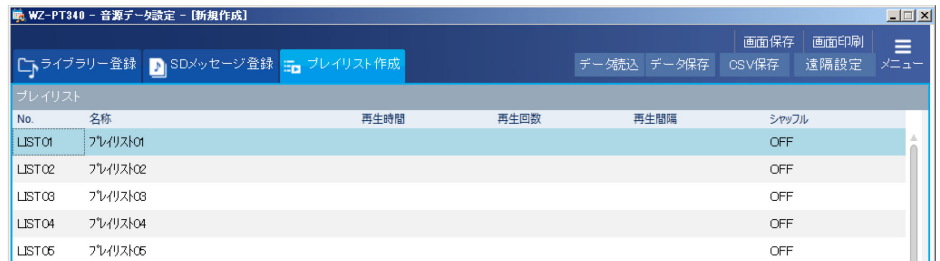 WZ-PT340 - 音源データ設定 - [新規作成]
画面保存 画面印刷
ライブラリー登録 SDメッセージ登録 プレイリスト作成 データ読込 データ保存 CSV保存 遠隔設定 メニュー
プレイリスト
No. 名称 再生時間 再生回数 再生間隔 シャッフル
LIST01 プレイリスト01 OFF
LIST02 プレイリスト02 OFF
LIST03 プレイリスト03 OFF
LIST04 プレイリスト04 OFF
LIST05 プレイリスト05 OFF